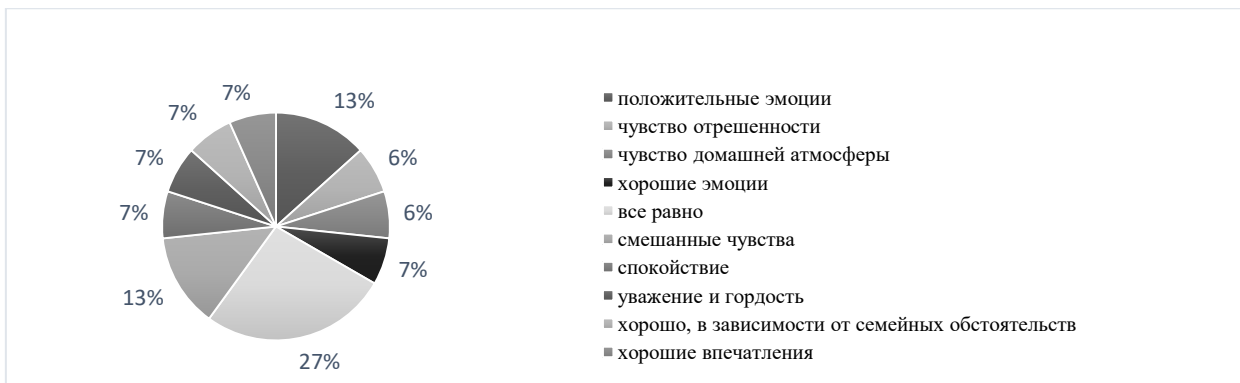 7%
13%
7%
6%
7%
6%
7%
7%
13%
27%
положительные эмоции
чувство отрешенности
чувство домашней атмосферы
хорошие эмоции
все равно
смешанные чувства
спокойствие
уважение и гордость
хорошо, в зависимости от семейных обстоятельств
хорошие впечатления